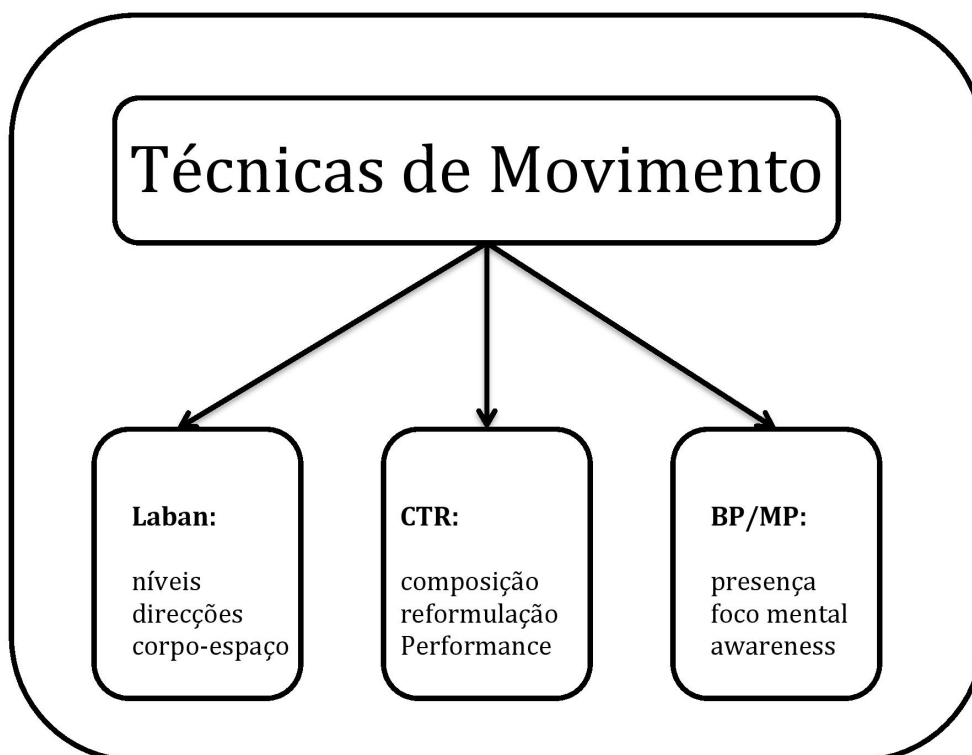 Técnicas de Movimento
Laban:
níveis
direcções
corpo-espaço
CTR:
composição
reformulação
Performance
BP/MP:
presença
foco mental
awareness